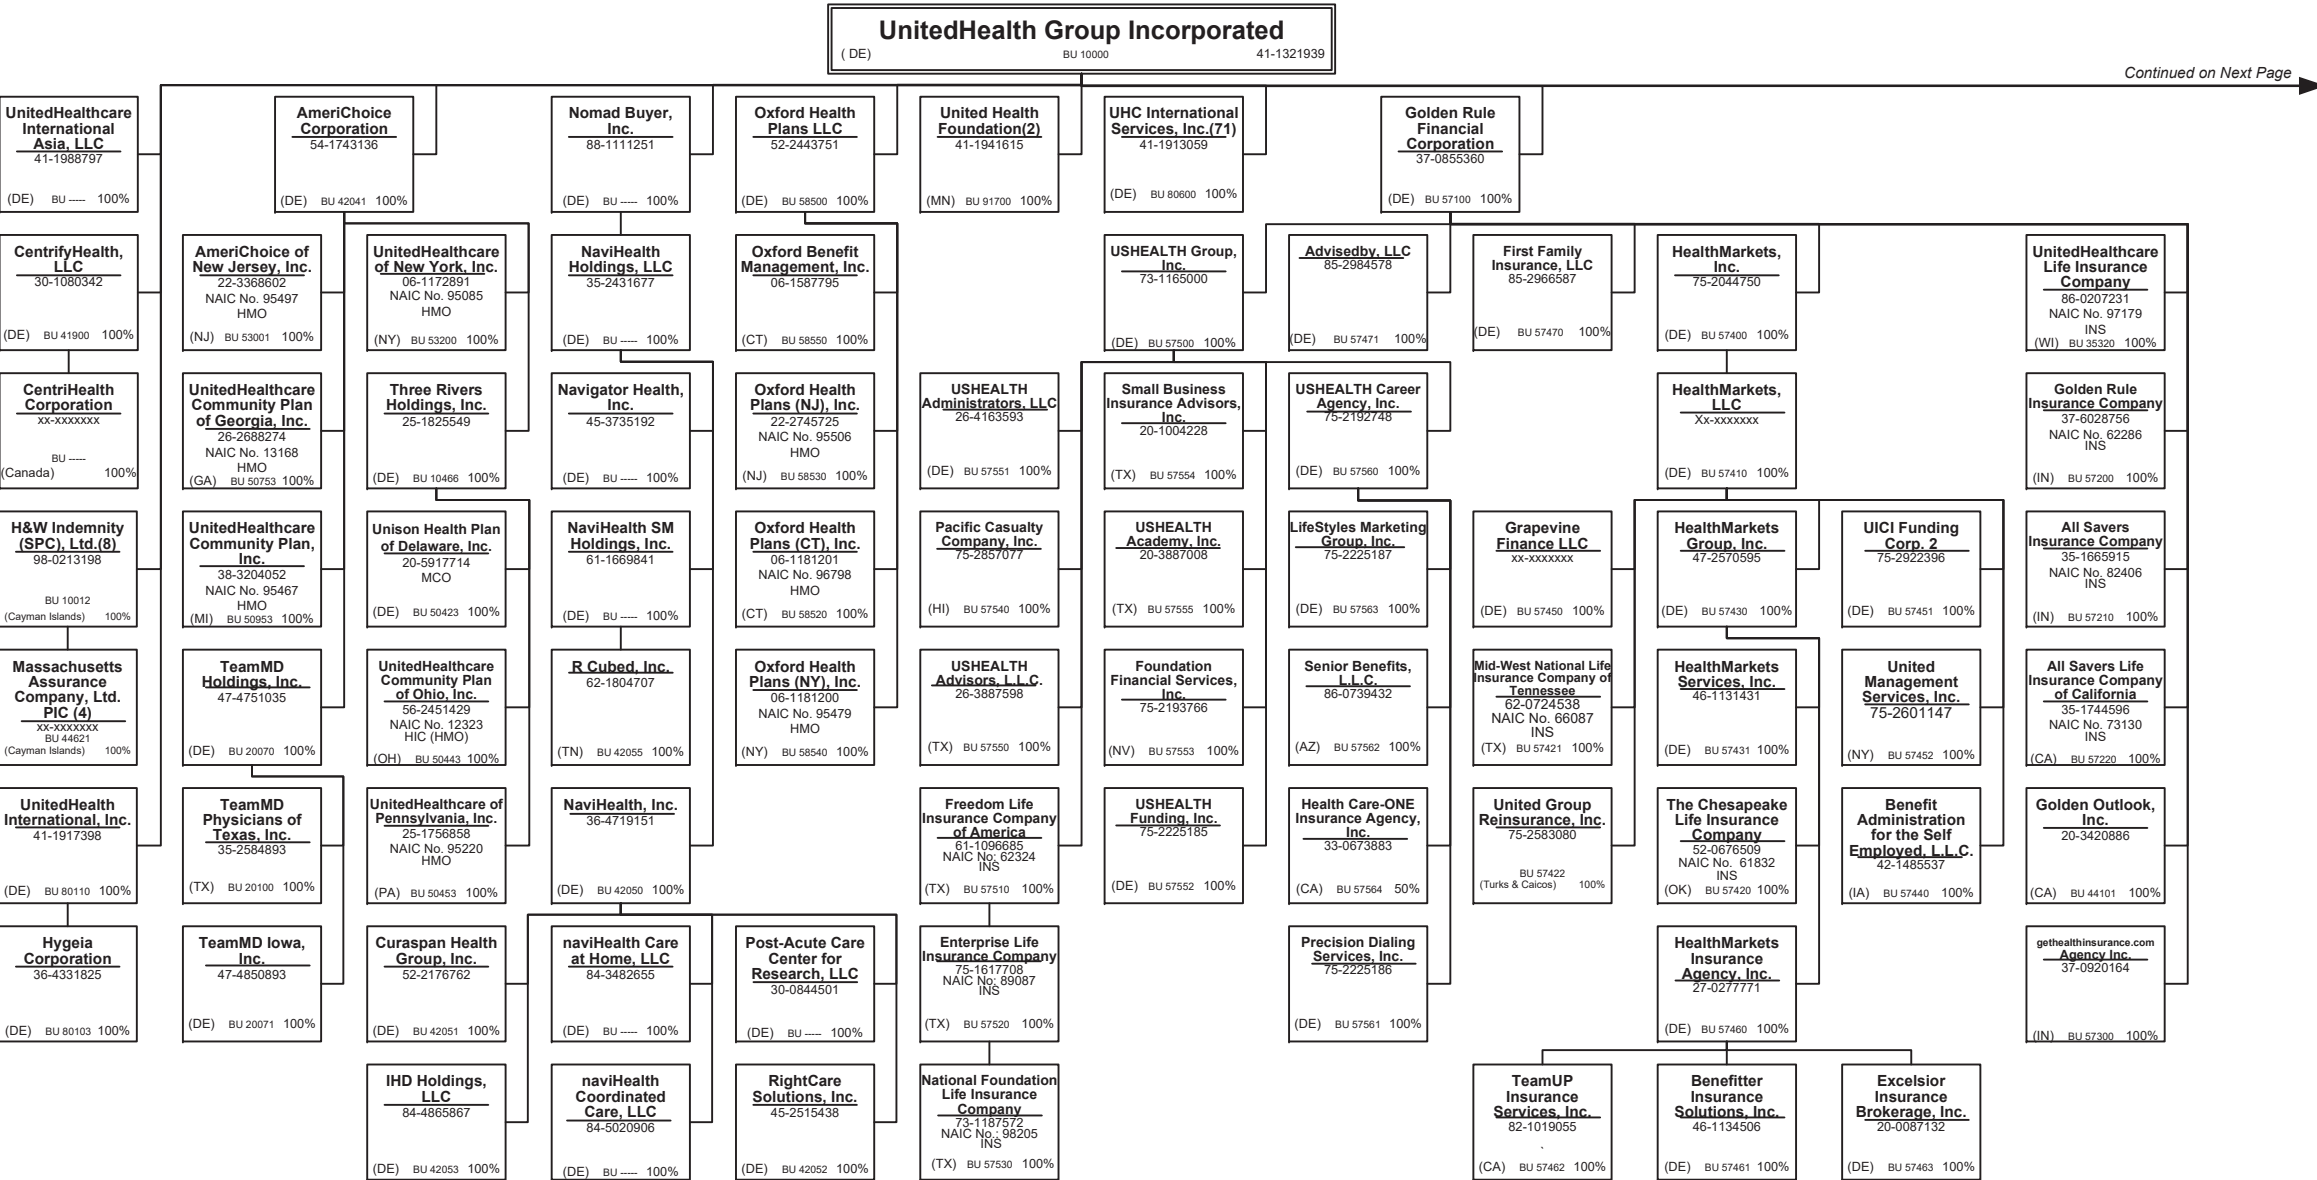 UnitedHealth Group Incorporated
( DE) BU 10000 41-1321939
Continued on Next Page
UnitedHealthcare
International
Asia, LLC
41-1988797
(DE) BU ----- 100%
AmeriChoice
Corporation
54-1743136
(DE) BU 42041 100%
Nomad Buyer,
Inc.
88-1111251
(DE) BU ----- 100%
Oxford Health
Plans LLC
52-2443751
(DE) BU 58500 100%
United Health
Foundation(2)
41-1941615
(MN) BU 91700 100%
UHC International
Services, Inc.(71)
41-1913059
(DE) BU 80600 100%
Golden Rule
Financial
Corporation
37-0855360
(DE) BU 57100 100%
CentrifyHealth,
LLC
30-1080342
(DE) BU 41900 100%
AmeriChoice of
New Jersey, Inc.
22-3368602
NAIC No. 95497
HMO
(NJ) BU 53001 100%
UnitedHealthcare
of New York, Inc.
06-1172891
NAIC No. 95085
HMO
(NY) BU 53200 100%
NaviHealth
Holdings, LLC
35-2431677
(DE) BU ----- 100%
Oxford Benefit
Management, Inc.
06-1587795
(CT) BU 58550 100%
USHEALTH Group,
Inc.
73-1165000
(DE) BU 57500 100%
Advisedby, LLC
85-2984578
(DE) BU 57471 100%
First Family
Insurance, LLC
85-2966587
(DE) BU 57470 100%
HealthMarkets,
Inc.
75-2044750
(DE) BU 57400 100%
UnitedHealthcare
Life Insurance
Company
86-0207231
NAIC No. 97179
INS
(WI) BU 35320 100%
CentriHealth
Corporation
xx-xxxxxxx
BU -----
(Canada) 100%
UnitedHealthcare
Community Plan
of Georgia, Inc.
26-2688274
NAIC No. 13168
HMO
(GA) BU 50753 100%
Three Rivers
Holdings, Inc.
25-1825549
(DE) BU 10466 100%
Navigator Health,
Inc.
45-3735192
(DE) BU ----- 100%
Oxford Health
Plans (NJ), Inc.
22-2745725
NAIC No. 95506
HMO
(NJ) BU 58530 100%
USHEALTH
Administrators, LLC
26-4163593
(DE) BU 57551 100%
Small Business
Insurance Advisors,
Inc.
20-1004228
(TX) BU 57554 100%
USHEALTH Career
Agency, Inc.
75-2192748
(DE) BU 57560 100%
HealthMarkets,
LLC
Xx-xxxxxxx
(DE) BU 57410 100%
Golden Rule
Insurance Company
37-6028756
NAIC No. 62286
INS
(IN) BU 57200 100%
H&W Indemnity
(SPC), Ltd.(8)
98-0213198
BU 10012
(Cayman Islands) 100%
UnitedHealthcare
Community Plan,
Inc.
38-3204052
NAIC No. 95467
HMO
(MI) BU 50953 100%
Unison Health Plan
of Delaware, Inc.
20-5917714
MCO
(DE) BU 50423 100%
NaviHealth SM
Holdings, Inc.
61-1669841
(DE) BU ----- 100%
Oxford Health
Plans (CT), Inc.
06-1181201
NAIC No. 96798
HMO
(CT) BU 58520 100%
Pacific Casualty
Company, Inc.
75-2857077
(HI) BU 57540 100%
USHEALTH
Academy, Inc.
20-3887008
(TX) BU 57555 100%
LifeStyles Marketing
Group, Inc.
75-2225187
(DE) BU 57563 100%
Grapevine
Finance LLC
xx-xxxxxxx
(DE) BU 57450 100%
HealthMarkets
Group, Inc.
47-2570595
(DE) BU 57430 100%
UICI Funding
Corp. 2
75-2922396
(DE) BU 57451 100%
All Savers
Insurance Company
35-1665915
NAIC No. 82406
INS
(IN) BU 57210 100%
Massachusetts
Assurance
Company, Ltd.
PIC (4)
xx-xxxxxxx
BU 44621
(Cayman Islands) 100%
TeamMD
Holdings, Inc.
47-4751035
(DE) BU 20070 100%
UnitedHealthcare
Community Plan
of Ohio, Inc.
56-2451429
NAIC No. 12323
HIC (HMO)
(OH) BU 50443 100%
R Cubed, Inc.
62-1804707
(TN) BU 42055 100%
Oxford Health
Plans (NY), Inc.
06-1181200
NAIC No. 95479
HMO
(NY) BU 58540 100%
USHEALTH
Advisors, L.L.C.
26-3887598
(TX) BU 57550 100%
Foundation
Financial Services,
Inc.
75-2193766
(NV) BU 57553 100%
Senior Benefits,
L.L.C.
86-0739432
(AZ) BU 57562 100%
Mid-West National Life
Insurance Company of
Tennessee
62-0724538
NAIC No. 66087
INS
(TX) BU 57421 100%
HealthMarkets
Services, Inc.
46-1131431
(DE) BU 57431 100%
United
Management
Services, Inc.
75-2601147
(NY) BU 57452 100%
All Savers Life
Insurance Company
of California
35-1744596
NAIC No. 73130
INS
(CA) BU 57220 100%
UnitedHealth
International, Inc.
41-1917398
(DE) BU 80110 100%
TeamMD
Physicians of
Texas, Inc.
35-2584893
(TX) BU 20100 100%
UnitedHealthcare of
Pennsylvania, Inc.
25-1756858
NAIC No. 95220
HMO
(PA) BU 50453 100%
NaviHealth, Inc.
36-4719151
(DE) BU 42050 100%
Freedom Life
Insurance Company
of America
61-1096685
NAIC No: 62324
INS
(TX) BU 57510 100%
USHEALTH
Funding, Inc.
75-2225185
(DE) BU 57552 100%
Health Care-ONE
Insurance Agency,
Inc.
33-0673883
(CA) BU 57564 50%
United Group
Reinsurance, Inc.
75-2583080
BU 57422
(Turks & Caicos) 100%
The Chesapeake
Life Insurance
Company
52-0676509
NAIC No. 61832
INS
(OK) BU 57420 100%
Benefit
Administration
for the Self
Employed, L.L.C.
42-1485537
(IA) BU 57440 100%
Golden Outlook,
Inc.
20-3420886
(CA) BU 44101 100%
Hygeia
Corporation
36-4331825
(DE) BU 80103 100%
TeamMD Iowa,
Inc.
47-4850893
(DE) BU 20071 100%
Curaspan Health
Group, Inc.
52-2176762
(DE) BU 42051 100%
naviHealth Care
at Home, LLC
84-3482655
(DE) BU ----- 100%
Post-Acute Care
Center for
Research, LLC
30-0844501
(DE) BU ----- 100%
Enterprise Life
Insurance Company
75-1617708
NAIC No: 89087
INS
(TX) BU 57520 100%
Precision Dialing
Services, Inc.
75-2225186
(DE) BU 57561 100%
HealthMarkets
Insurance
Agency, Inc.
27-0277771
(DE) BU 57460 100%
gethealthinsurance.com
Agency Inc.
37-0920164
(IN) BU 57300 100%
IHD Holdings,
LLC
84-4865867
(DE) BU 42053 100%
naviHealth
Coordinated
Care, LLC
84-5020906
(DE) BU ----- 100%
RightCare
Solutions, Inc.
45-2515438
(DE) BU 42052 100%
National Foundation
Life Insurance
Company
73-1187572
NAIC No.: 98205
INS
(TX) BU 57530 100%
TeamUP
Insurance
Services, Inc.
82-1019055
`
(CA) BU 57462 100%
Benefitter
Insurance
Solutions, Inc.
46-1134506
(DE) BU 57461 100%
Excelsior
Insurance
Brokerage, Inc.
20-0087132
(DE) BU 57463 100%